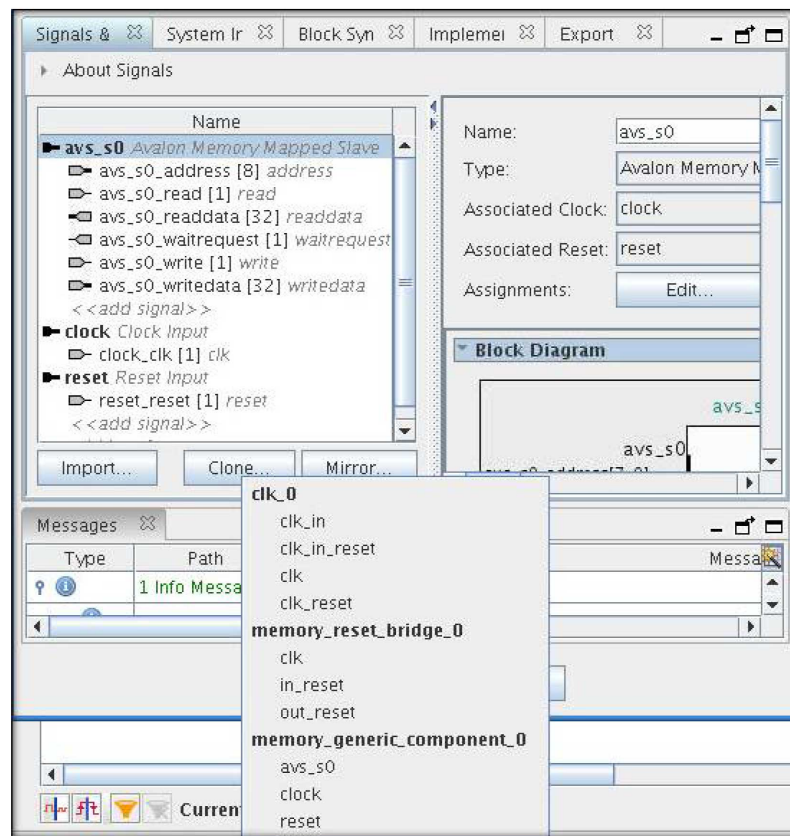 Signals &
System Ir
Block Syn
Implemei
Export
About Signals
Name
avs_s0 Avalon Memory Mapped Slave
avs_s0_address [8] address
avs_s0_read [1] read
avs_s0_readdata [32] readdata
avs_s0_waitrequest [1] waitrequest
avs_s0_write [1] write
avs_s0_writedata [32] writedata
<<add signal>>
clock Clock Input
clock_clk [1] clk
reset Reset Input
reset_reset [1] reset
<<add signal>>
Import...
Clone...
Mirror...
Name: avs_s0
Type: Avalon Memory M
Associated Clock: clock
Associated Reset: reset
Assignments: Edit...
Block Diagram
avs_s
avs_s0
Messages
Type
Path
Messa
1 Info Messa
clk_0
clk_in
clk_in_reset
clk
clk_reset
memory_reset_bridge_0
clk
in_reset
out_reset
memory_generic_component_0
avs_s0
clock
reset
Curren